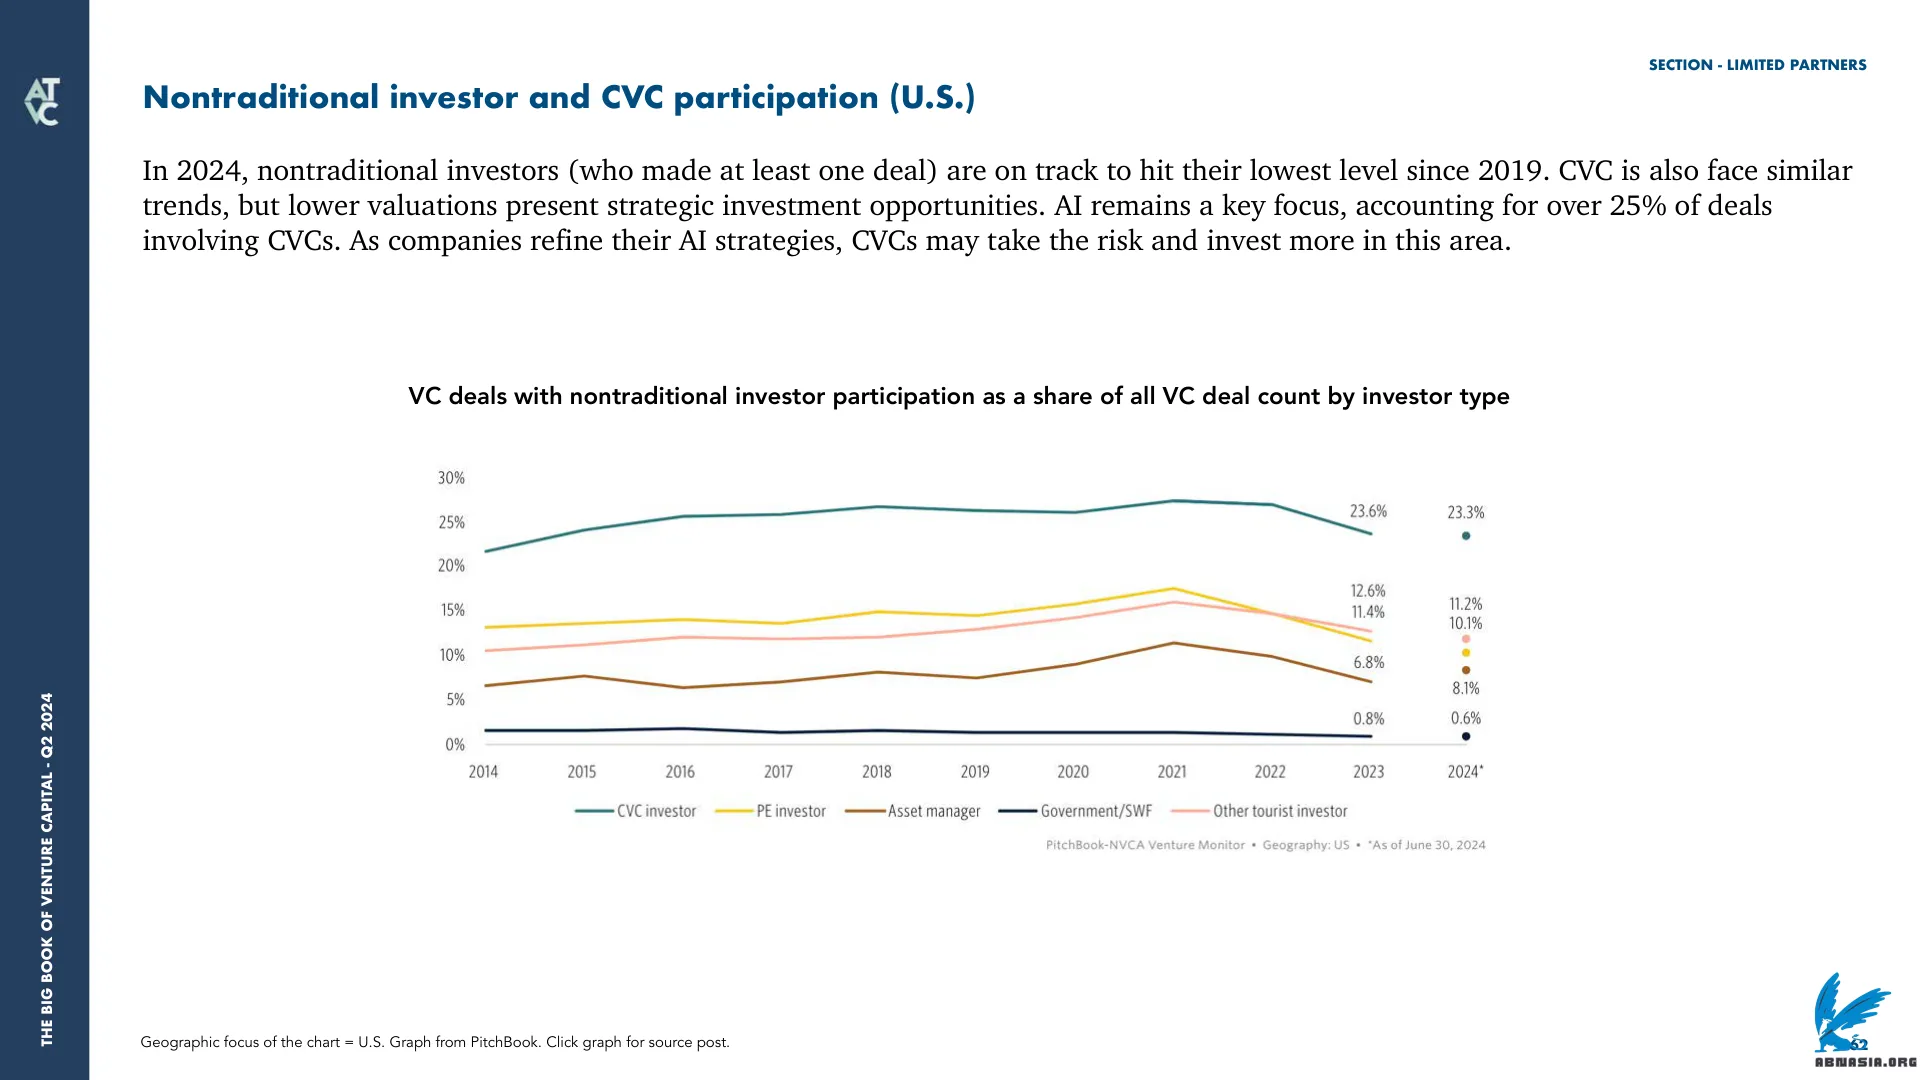 AT
VC
SECTION - LIMITED PARTNERS
Nontraditional investor and CVC participation (U.S.)
In 2024, nontraditional investors (who made at least one deal) are on track to hit their lowest level since 2019. CVC is also face similar
trends, but lower valuations present strategic investment opportunities. AI remains a key focus, accounting for over 25% of deals
involving CVCs. As companies refine their AI strategies, CVCs may take the risk and invest more in this area.
VC deals with nontraditional investor participation as a share of all VC deal count by investor type
30%
25%
20%
15%
10%
5%
0%
23.6%
23.3%
12.6%
11.4%
11.2%
10.1%
6.8%
8.1%
0.8%
0.6%
2014 2015 2016 2017 2018 2019 2020 2021 2022 2023 2024*
CVC investor PE investor Asset manager Government/SWF Other tourist investor
PitchBook-NVCA Venture Monitor • Geography: US • *As of June 30, 2024
THE BIG BOOK OF VENTURE CAPITAL - Q2 2024
Geographic focus of the chart = U.S. Graph from PitchBook. Click graph for source post.
62
ABNASIA.ORG